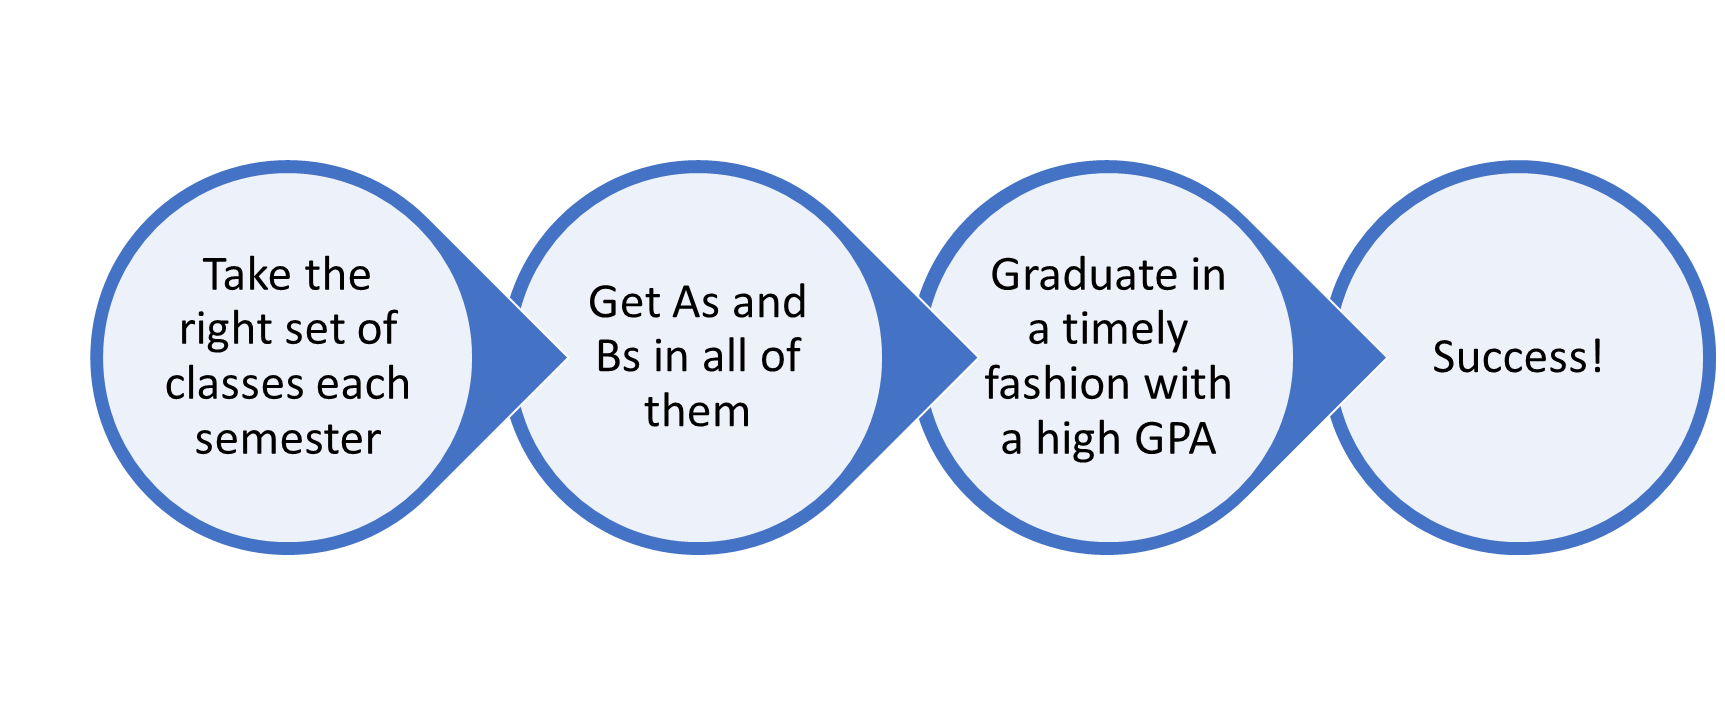 Take the
right set of
classes each
semester
Get As and
Bs in all of
them
Graduate in
a timely
fashion with
a high GPA
Success!